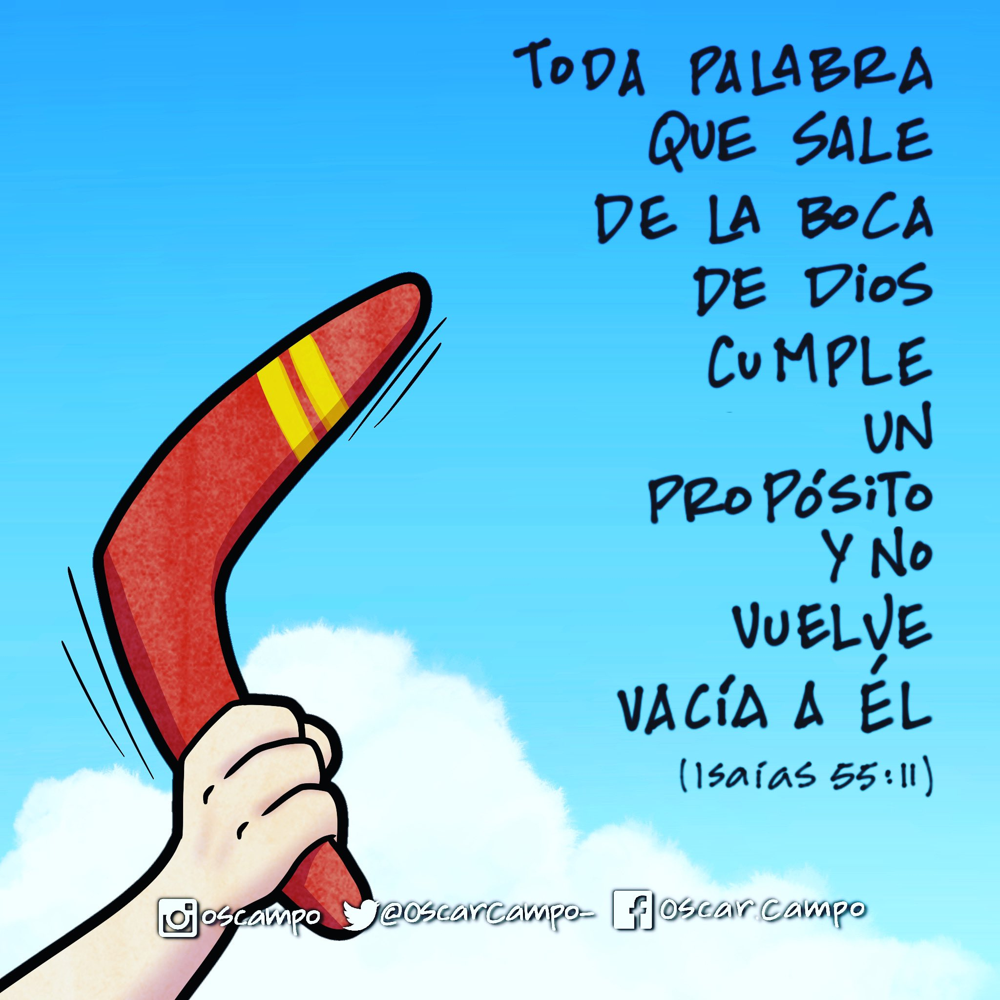 TODA PALABRA
QUE SALE
DE LA BOCA
DE DioS
CUMPLE
UN
PROPÓSiTO
Y NO
VUELVE
VACÍA A ÉL
(Isaías 55:11)
oscampo @OscarCampo- Oscar.Campo